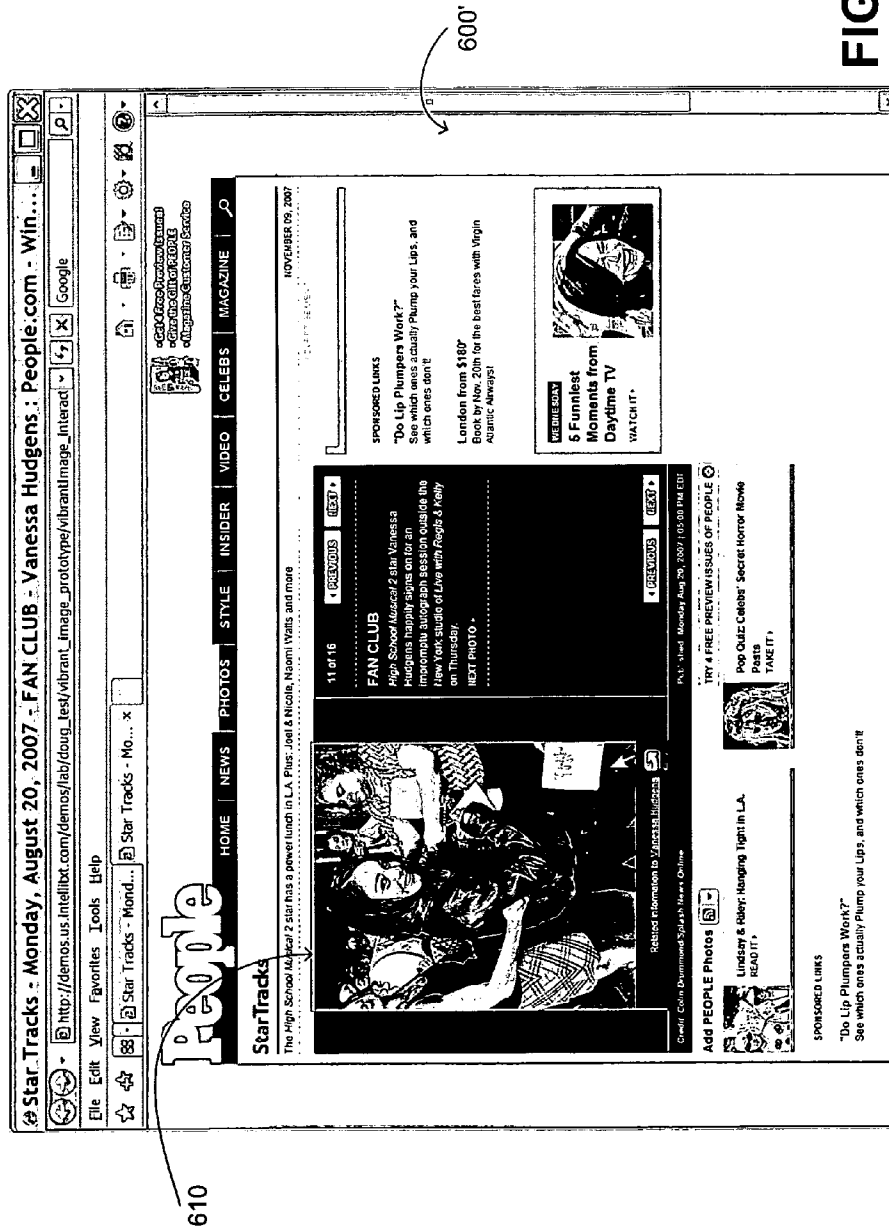 Star Tracks - Monday, August 20, 2007 - FAN CLUB - Vanessa Hudgens : People.com - Win...
http://demos.us.intellitxt.com/demos/lab/doug_test/vibrant_image_prototype/vibrantImage_Interact
Google
File Edit View Favorites Tools Help
Star Tracks - Mond...
Star Tracks - Mo... x
People
Get 4 Free Preview Issues!
Give the Gift of PEOPLE
Magazine Customer Service
HOME | NEWS | PHOTOS | STYLE | INSIDER | VIDEO | CELEBS | MAGAZINE
StarTracks
NOVEMBER 09, 2007
The High School Musical 2 star has a power lunch in L.A. Plus: Joel & Nicole, Naomi Watts and more
11 of 16
PREVIOUS NEXT
FAN CLUB
High School Musical 2 star Vanessa
Hudgens happily signs on for an
impromptu autograph session outside the
New York studio of Live with Regis & Kelly
on Thursday.
NEXT PHOTO
PREVIOUS NEXT
Related information to Vanessa Hudgens
Credit: Colin Drummond/Splash News Online
Published: Monday Aug 20, 2007 | 05:00 PM EDT
ADVERTISEMENT
SPONSORED LINKS
"Do Lip Plumpers Work?"
See which ones actually Plump your Lips, and
which ones don't!
London from $180*
Book by Nov. 20th for the best fares with Virgin
Atlantic Airways!
WEDNESDAY
5 Funniest
Moments from
Daytime TV
WATCH IT
Add PEOPLE Photos
TRY 4 FREE PREVIEW ISSUES OF PEOPLE
Lindsay & Riley: Hanging Tight in L.A.
READ IT
Pop Quiz: Celebs' Secret Horror Movie
Pasts
TAKE IT
SPONSORED LINKS
"Do Lip Plumpers Work?"
See which ones actually Plump your Lips, and which ones don't!
610
600'
FIG